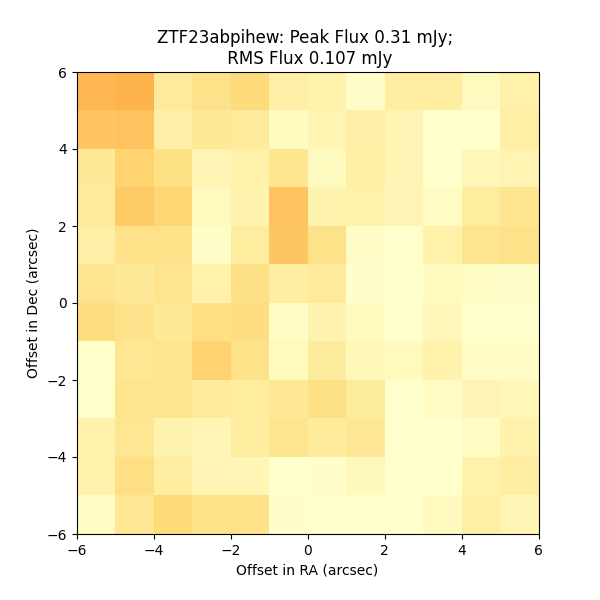 ZTF23abpihew: Peak Flux 0.31 mJy;
RMS Flux 0.107 mJy
6
4
2
0
−2
−4
−6
Offset in Dec (arcsec)
−6 −4 −2 0 2 4 6
Offset in RA (arcsec)